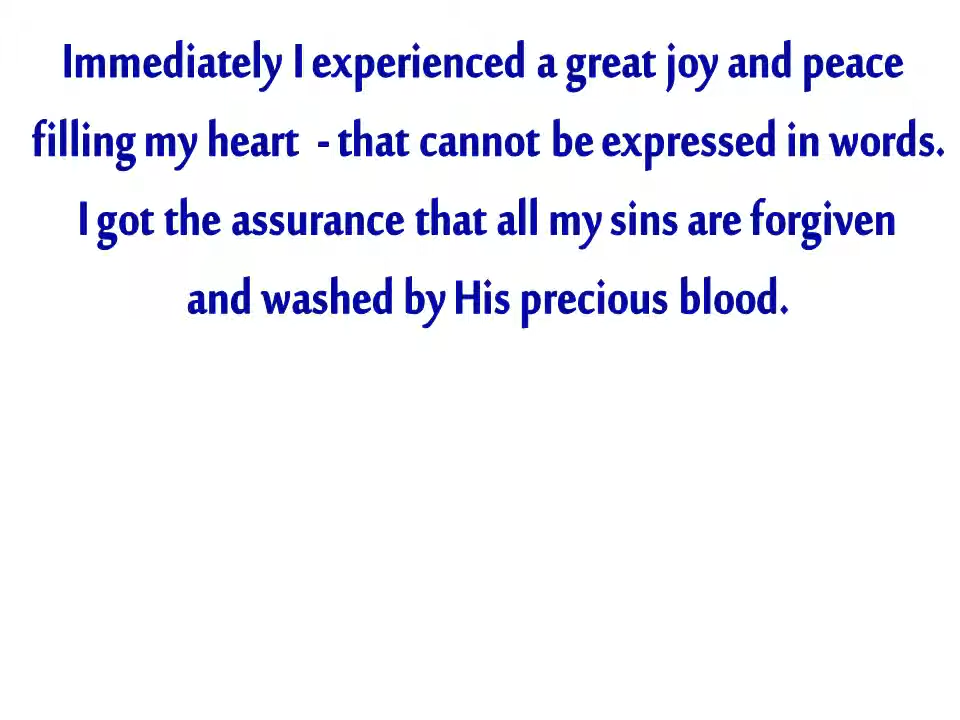 Immediately I experienced a great joy and peace
filling my heart - that cannot be expressed in words.
I got the assurance that all my sins are forgiven
and washed by His precious blood.